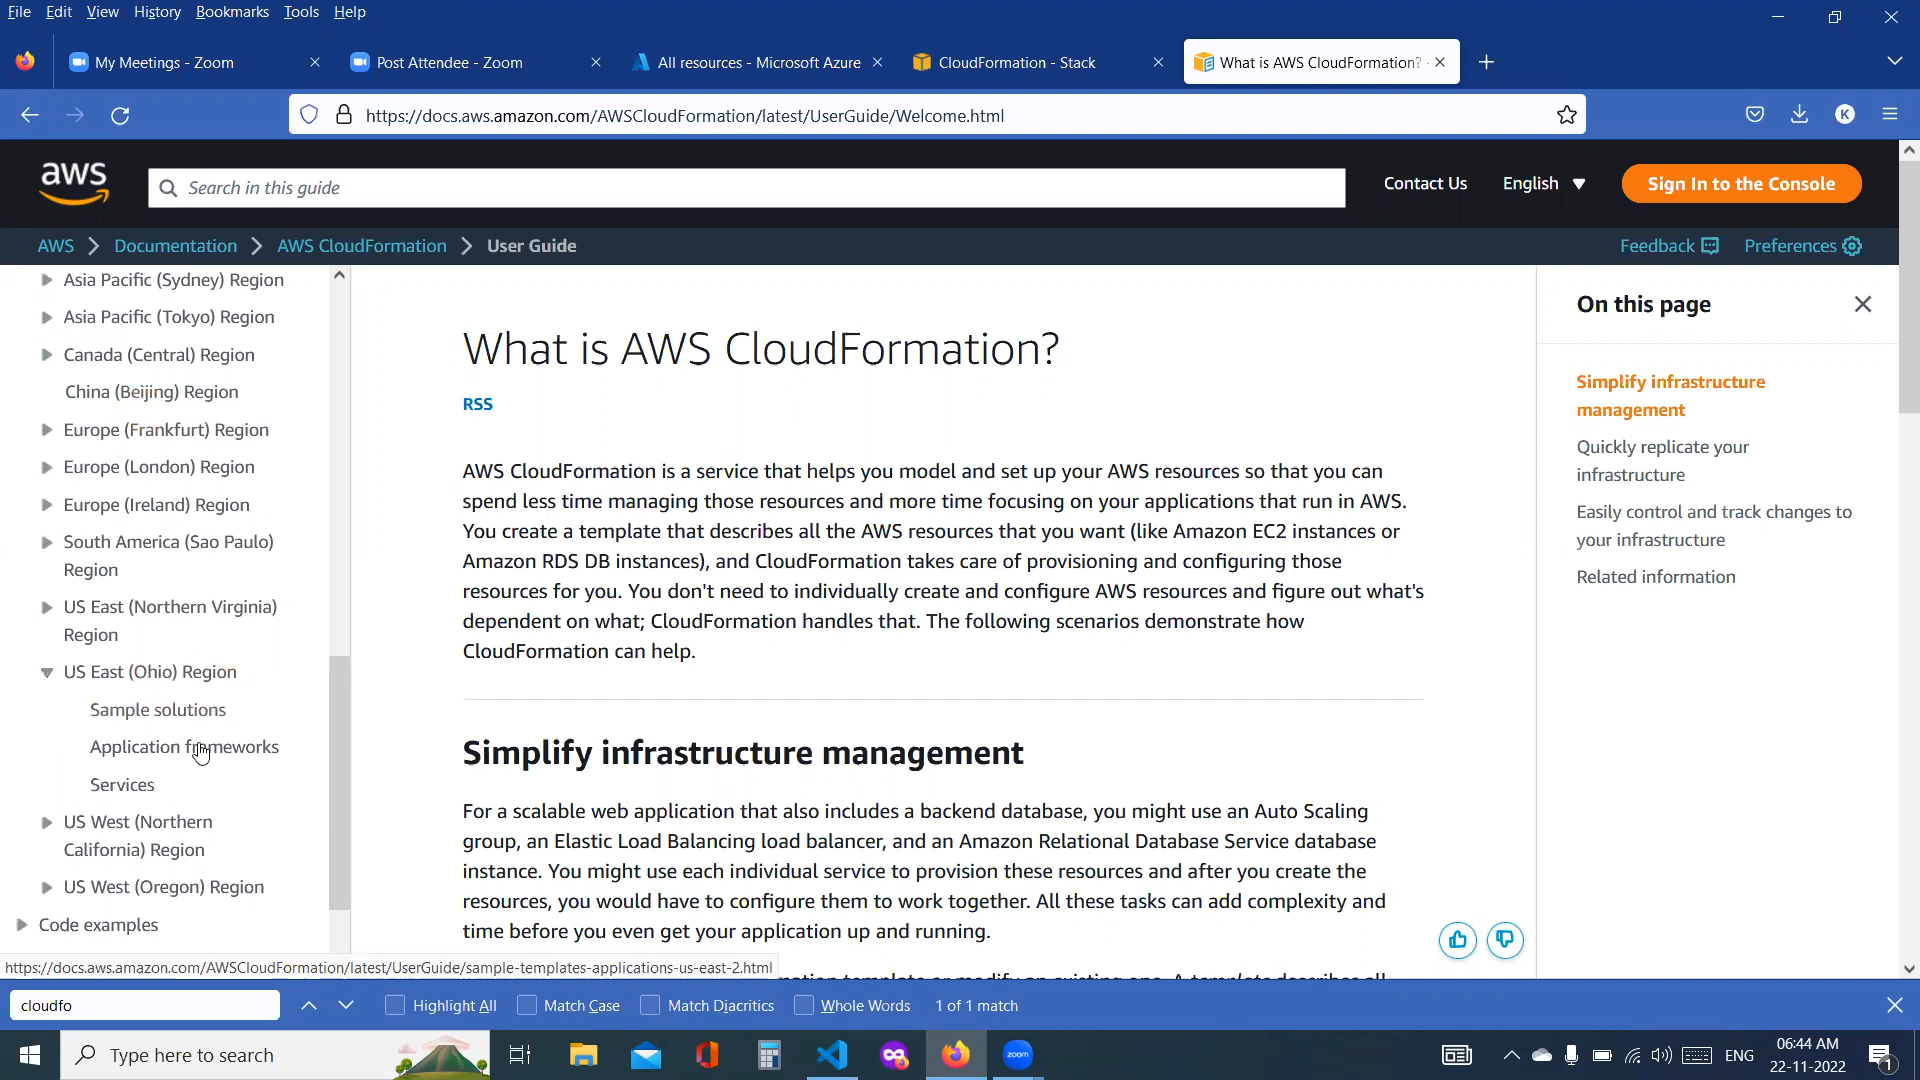 File Edit View History Bookmarks Tools Help
My Meetings - Zoom
Post Attendee - Zoom
All resources - Microsoft Azure
CloudFormation - Stack
What is AWS CloudFormation? -
https://docs.aws.amazon.com/AWSCloudFormation/latest/UserGuide/Welcome.html
K
aws
Search in this guide
Contact Us
English
Sign In to the Console
AWS
Documentation
AWS CloudFormation
User Guide
Feedback
Preferences
Asia Pacific (Sydney) Region
Asia Pacific (Tokyo) Region
Canada (Central) Region
China (Beijing) Region
Europe (Frankfurt) Region
Europe (London) Region
Europe (Ireland) Region
South America (Sao Paulo)
Region
US East (Northern Virginia)
Region
US East (Ohio) Region
Sample solutions
Application frameworks
Services
US West (Northern
California) Region
US West (Oregon) Region
Code examples
What is AWS CloudFormation?
RSS
AWS CloudFormation is a service that helps you model and set up your AWS resources so that you can
spend less time managing those resources and more time focusing on your applications that run in AWS.
You create a template that describes all the AWS resources that you want (like Amazon EC2 instances or
Amazon RDS DB instances), and CloudFormation takes care of provisioning and configuring those
resources for you. You don't need to individually create and configure AWS resources and figure out what's
dependent on what; CloudFormation handles that. The following scenarios demonstrate how
CloudFormation can help.
Simplify infrastructure management
For a scalable web application that also includes a backend database, you might use an Auto Scaling
group, an Elastic Load Balancing load balancer, and an Amazon Relational Database Service database
instance. You might use each individual service to provision these resources and after you create the
resources, you would have to configure them to work together. All these tasks can add complexity and
time before you even get your application up and running.
On this page
Simplify infrastructure
management
Quickly replicate your
infrastructure
Easily control and track changes to
your infrastructure
Related information
https://docs.aws.amazon.com/AWSCloudFormation/latest/UserGuide/sample-templates-applications-us-east-2.html
cloudfo
Highlight All
Match Case
Match Diacritics
Whole Words
1 of 1 match
Type here to search
zoom
ENG
06:44 AM
22-11-2022
1